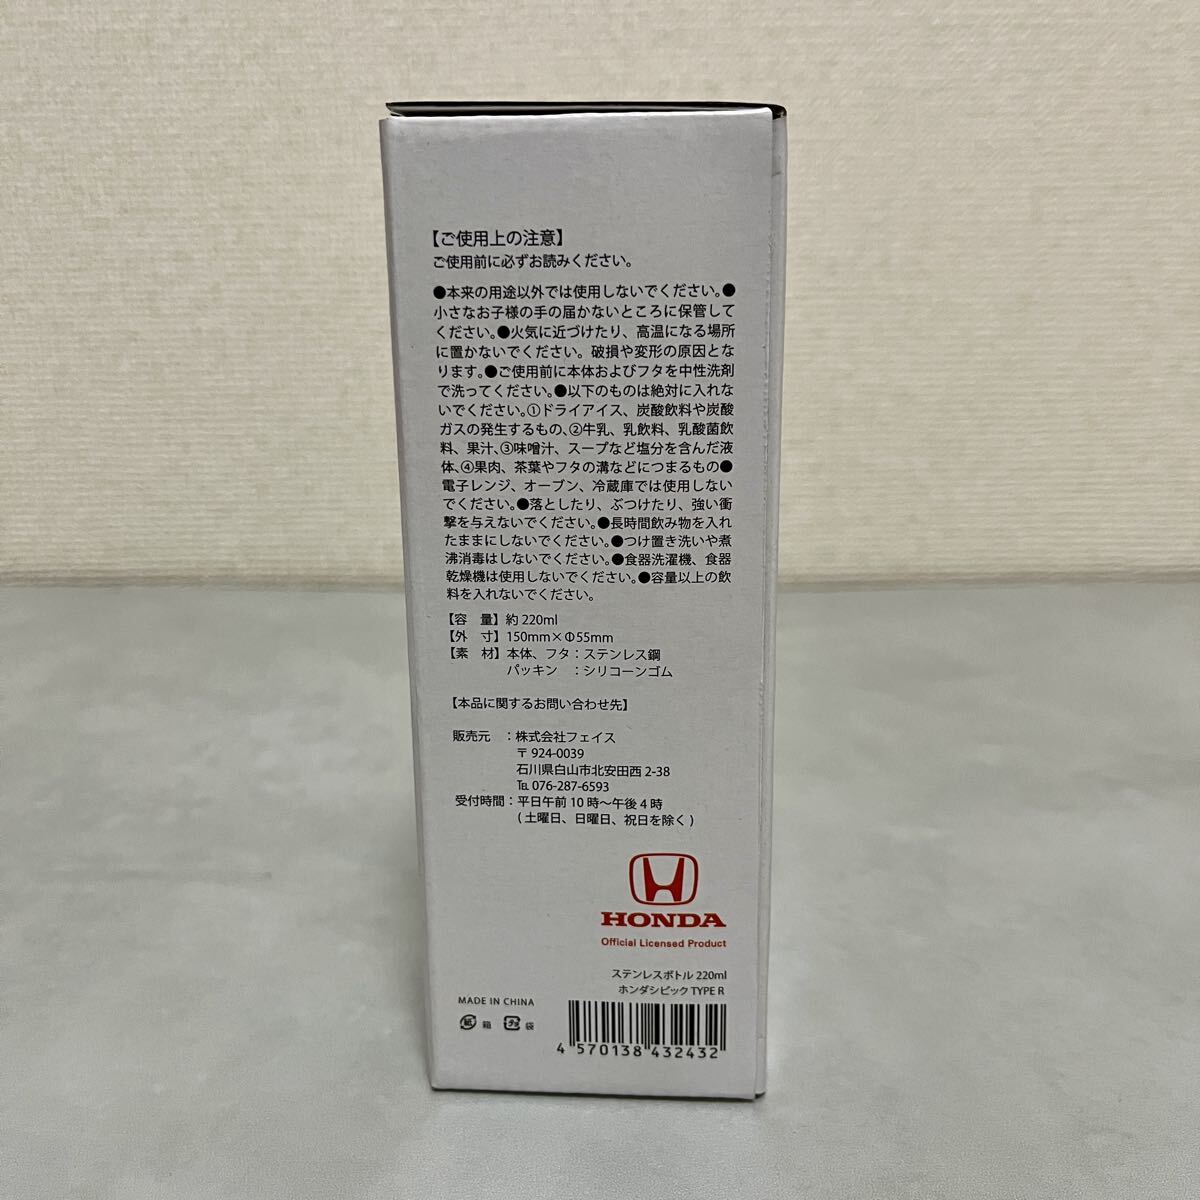 【ご使用上の注意】
ご使用前に必ずお読みください。
●本来の用途以外では使用しないでください。●
小さなお子様の手の届かないところに保管して
ください。●火気に近づけたり、高温になる場所
に置かないでください。破損や変形の原因とな
ります。●ご使用前に本体およびフタを中性洗剤
で洗ってください。●以下のものは絶対に入れな
いでください。①ドライアイス、炭酸飲料や炭酸
ガスの発生するもの、②牛乳、乳飲料、乳酸菌飲
料、果汁、③味噌汁、スープなど塩分を含んだ液
体、④果肉、茶葉やフタの溝などにつまるもの●
電子レンジ、オーブン、冷蔵庫では使用しない
でください。●落としたり、ぶつけたり、強い衝
撃を与えないでください。●長時間飲み物を入れ
たままにしないでください。●つけ置き洗いや煮
沸消毒はしないでください。●食器洗濯機、食器
乾燥機は使用しないでください。●容量以上の飲
料を入れないでください。
【容 量】約220ml
【外 寸】150mm×Φ55mm
【素 材】本体、フタ：ステンレス鋼
パッキン ：シリコーンゴム
【本品に関するお問い合わせ先】
販売元 ：株式会社フェイス
〒924-0039
石川県白山市北安田西2-38
℡ 076-287-6593
受付時間：平日午前10時～午後4時
(土曜日、日曜日、祝日を除く)
HONDA
Official Licensed Product
ステンレスボトル 220ml
ホンダシビック TYPE R
MADE IN CHINA
紙 箱 プラ 袋
4 570138 432432